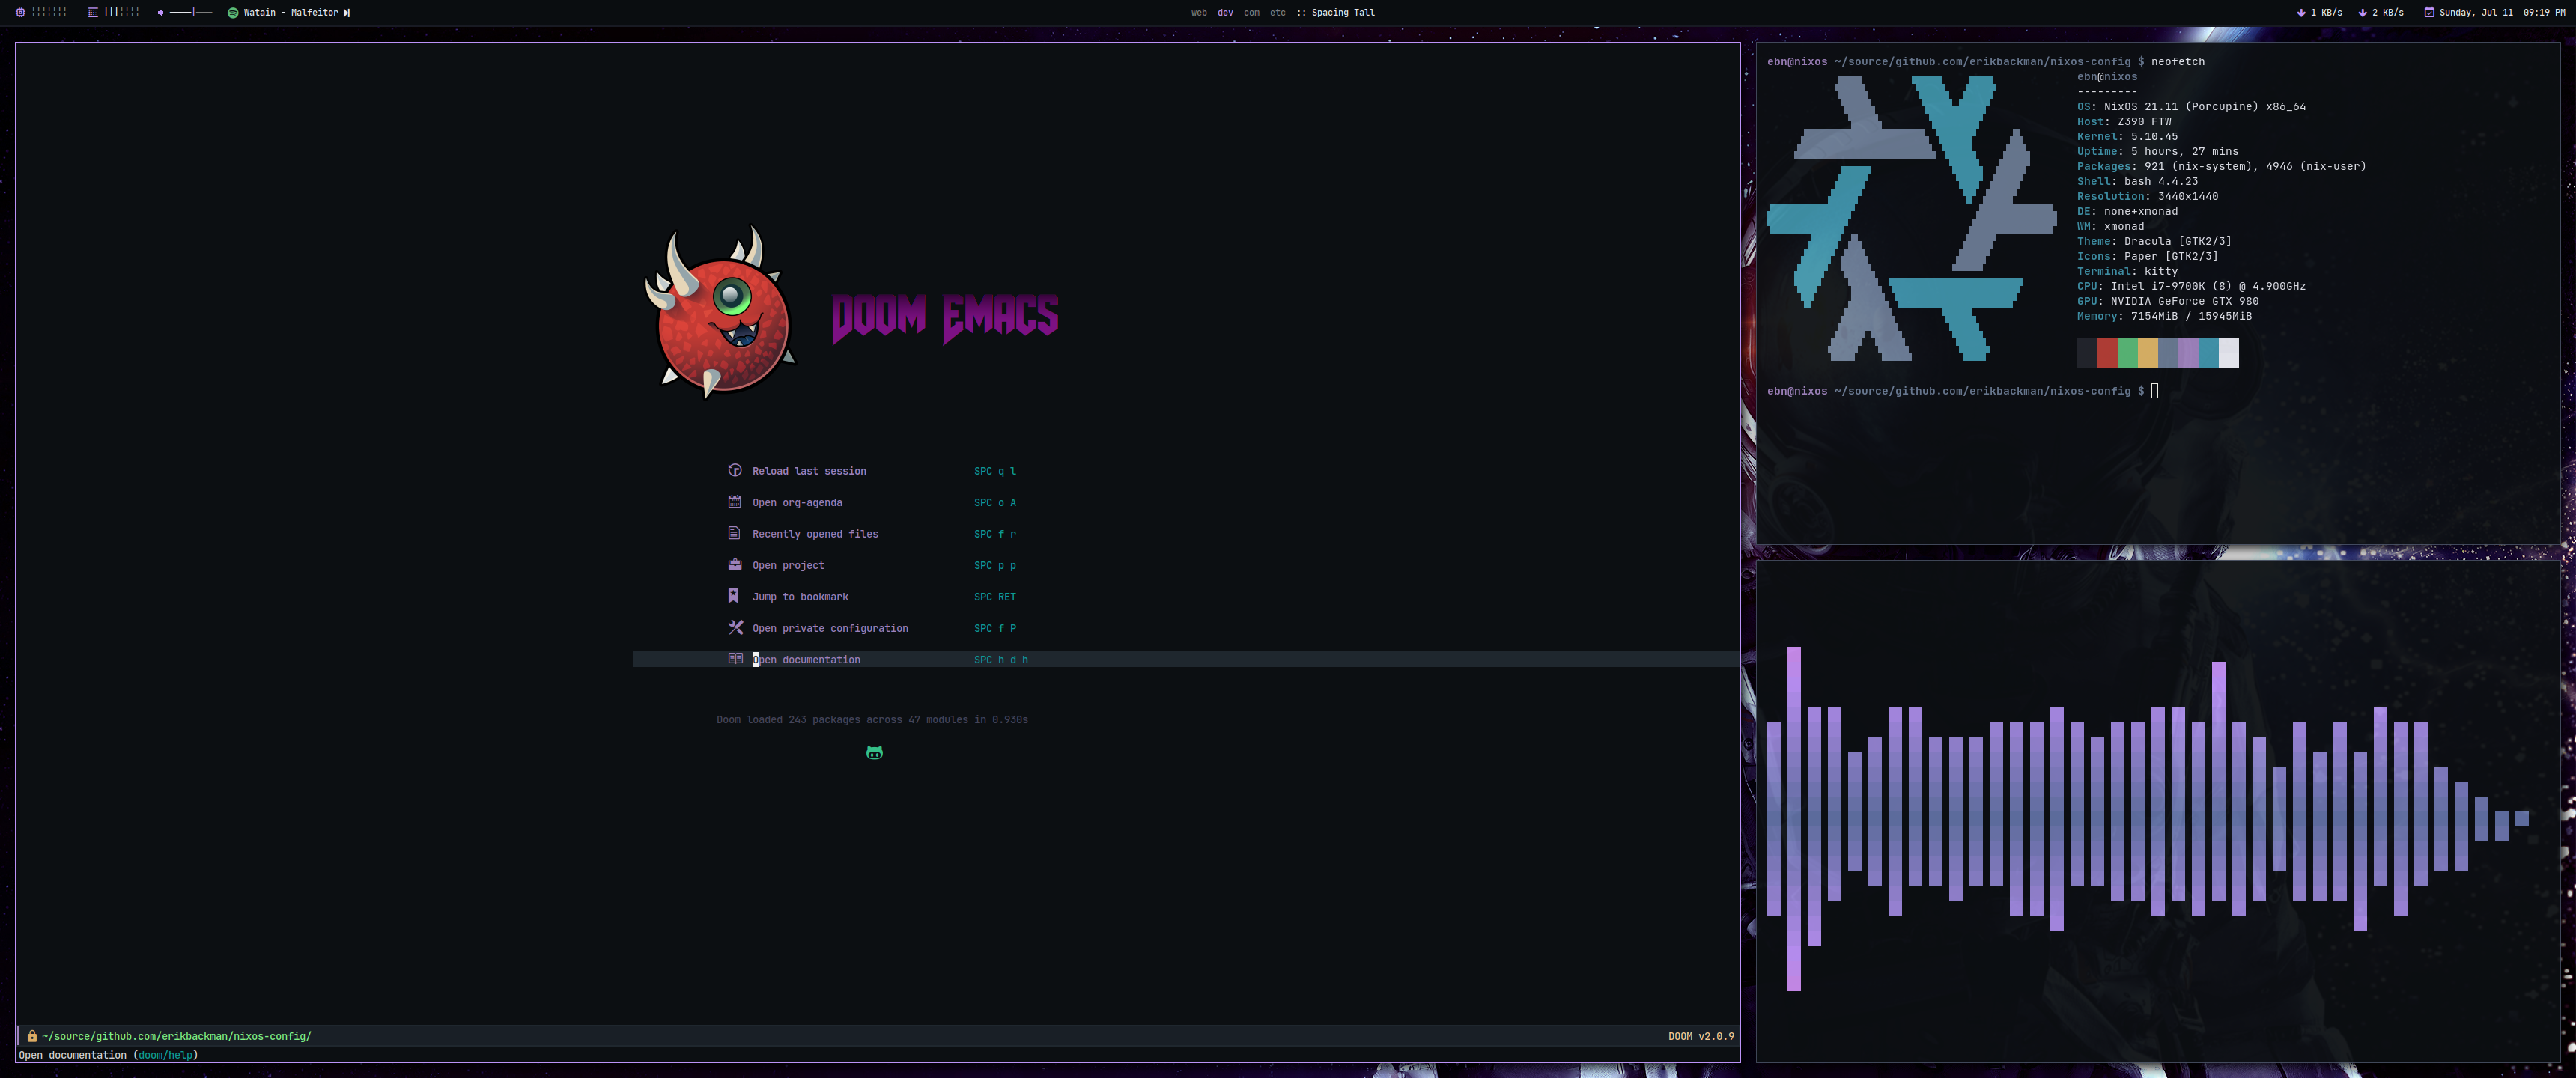 Watain - Malfeitor
web dev com etc :: Spacing Tall
1 KB/s 2 KB/s Sunday, Jul 11 09:19 PM
DOOM EMACS
Reload last session SPC q l
Open org-agenda SPC o A
Recently opened files SPC f r
Open project SPC p p
Jump to bookmark SPC RET
Open private configuration SPC f P
Open documentation SPC h d h
Doom loaded 243 packages across 47 modules in 0.930s
~/source/github.com/erikbackman/nixos-config/ DOOM v2.0.9
Open documentation (doom/help)
ebn@nixos ~/source/github.com/erikbackman/nixos-config $ neofetch
ebn@nixos
---------
OS: NixOS 21.11 (Porcupine) x86_64
Host: Z390 FTW
Kernel: 5.10.45
Uptime: 5 hours, 27 mins
Packages: 921 (nix-system), 4946 (nix-user)
Shell: bash 4.4.23
Resolution: 3440x1440
DE: none+xmonad
WM: xmonad
Theme: Dracula [GTK2/3]
Icons: Paper [GTK2/3]
Terminal: kitty
CPU: Intel i7-9700K (8) @ 4.900GHz
GPU: NVIDIA GeForce GTX 980
Memory: 7154MiB / 15945MiB
ebn@nixos ~/source/github.com/erikbackman/nixos-config $